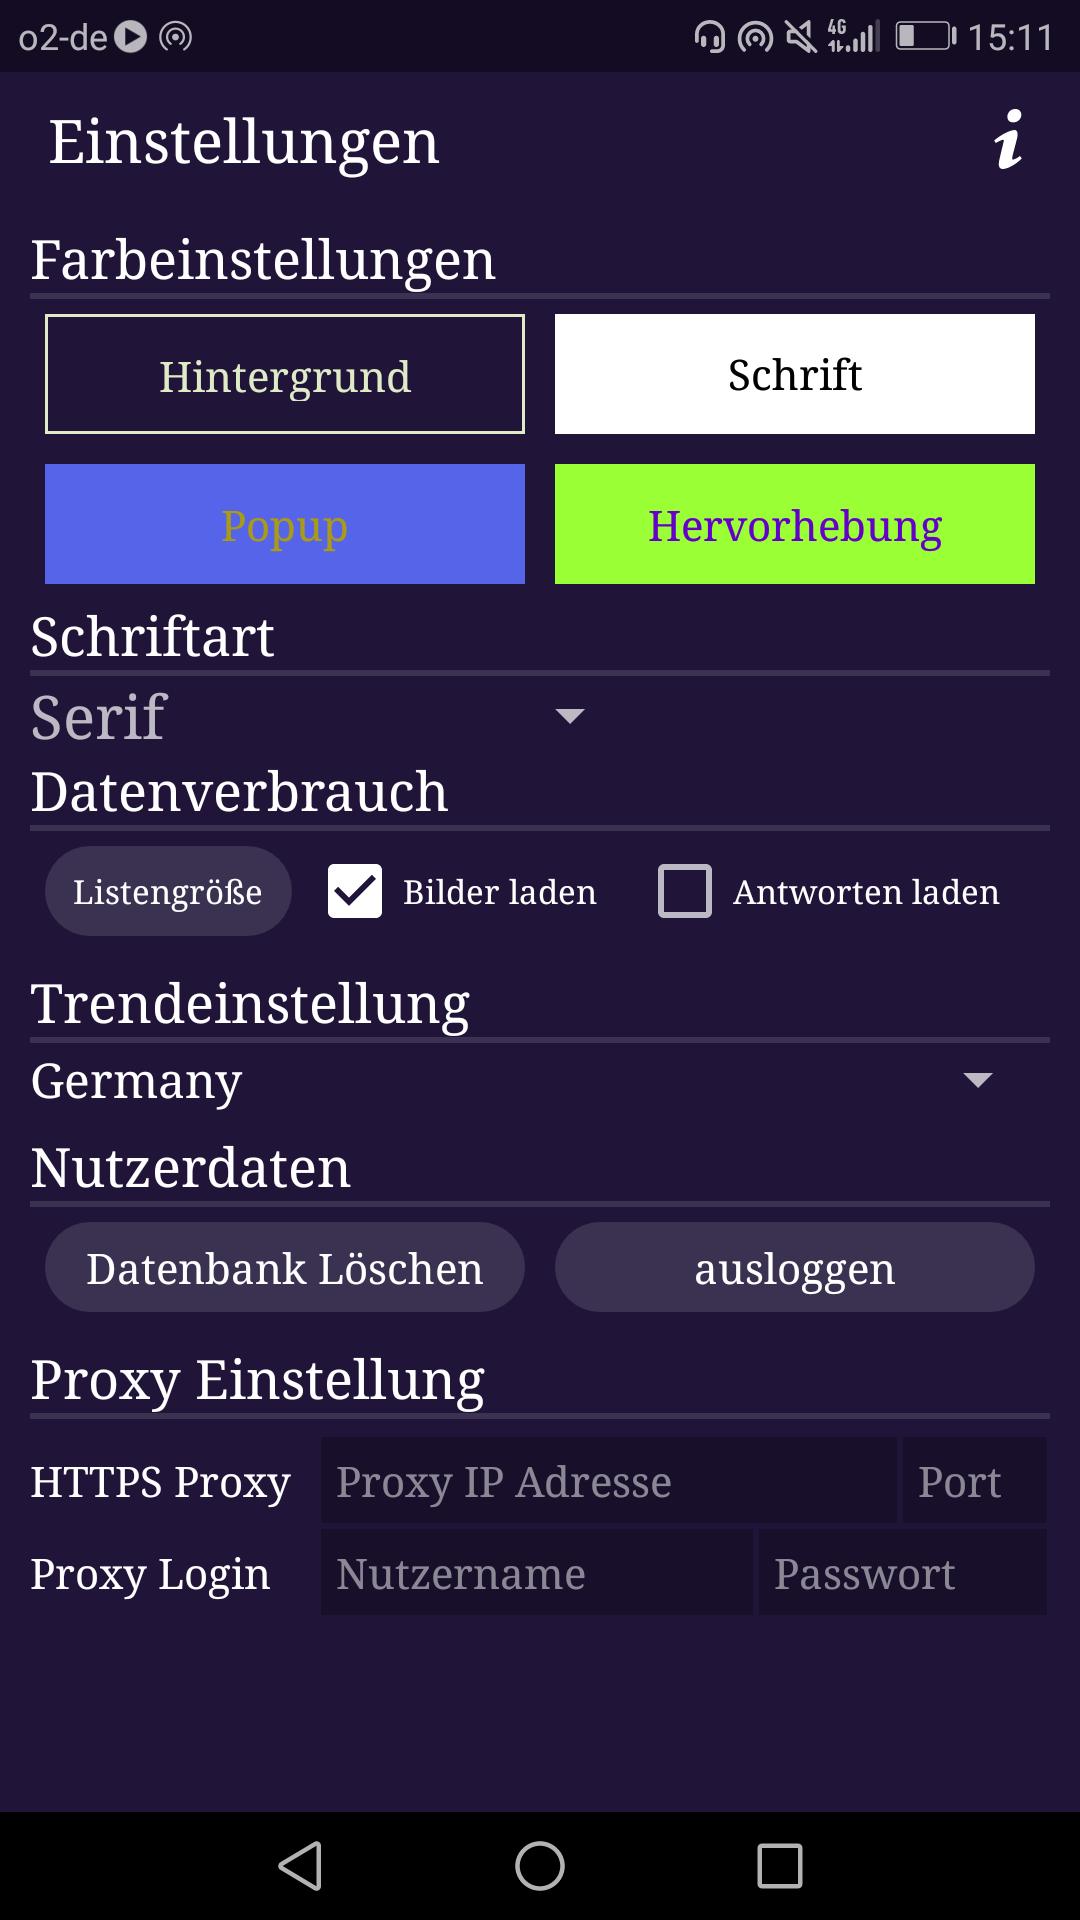 o2-de 4G 15:11
Einstellungen
Farbeinstellungen
Hintergrund Schrift
Popup Hervorhebung
Schriftart
Serif
Datenverbrauch
Listengröße Bilder laden Antworten laden
Trendeinstellung
Germany
Nutzerdaten
Datenbank Löschen ausloggen
Proxy Einstellung
HTTPS Proxy Proxy IP Adresse Port
Proxy Login Nutzername Passwort